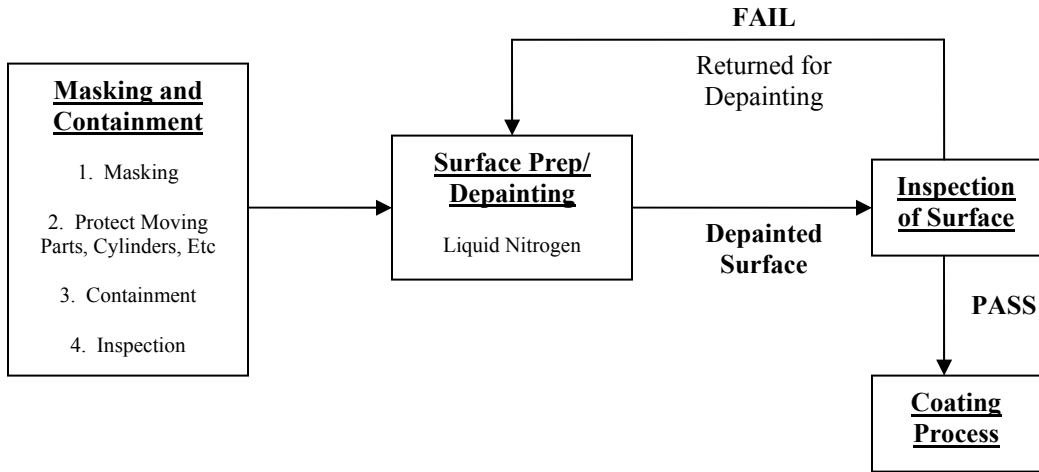 Masking and
Containment
1. Masking
2. Protect Moving
Parts, Cylinders, Etc
3. Containment
4. Inspection
Surface Prep/
Depainting
Liquid Nitrogen
FAIL
Returned for
Depainting
Depainted
Surface
Inspection
of Surface
PASS
Coating
Process